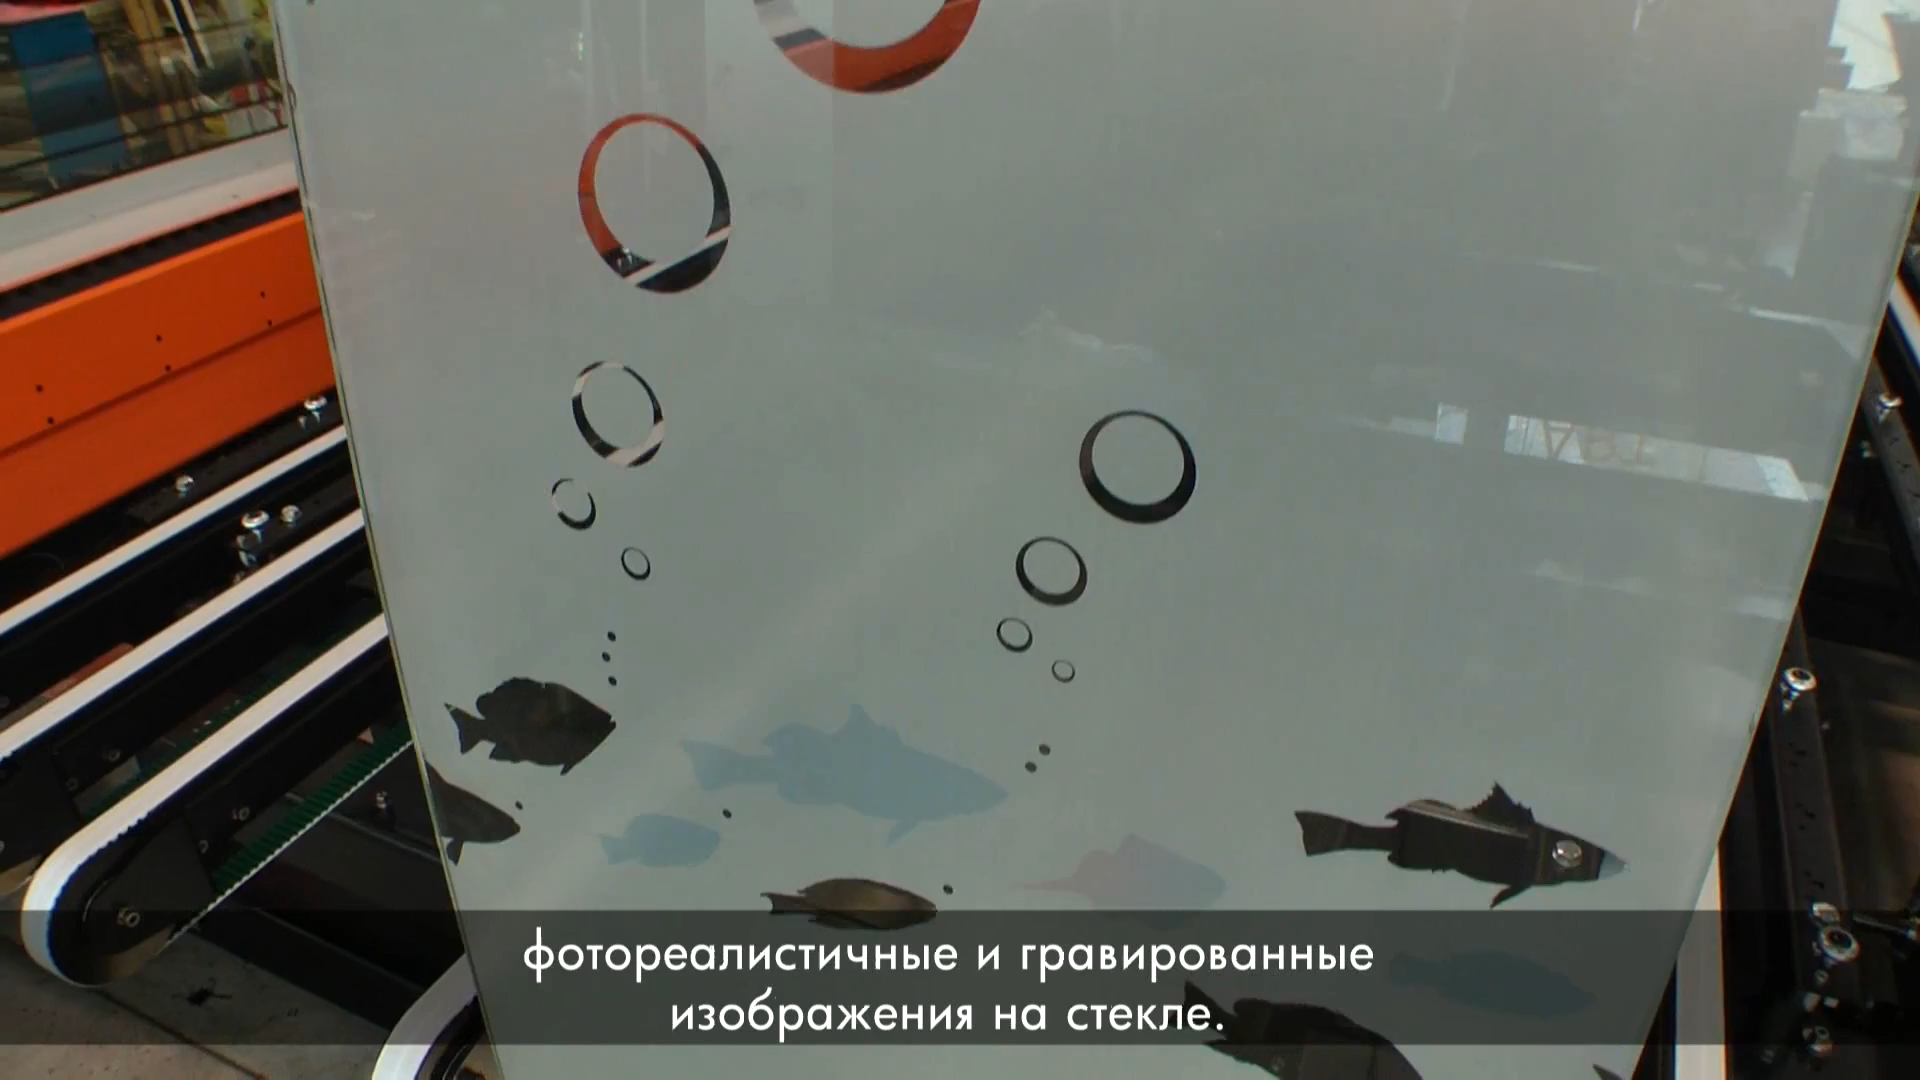 фотореалистичные и гравированные
изображения на стекле.